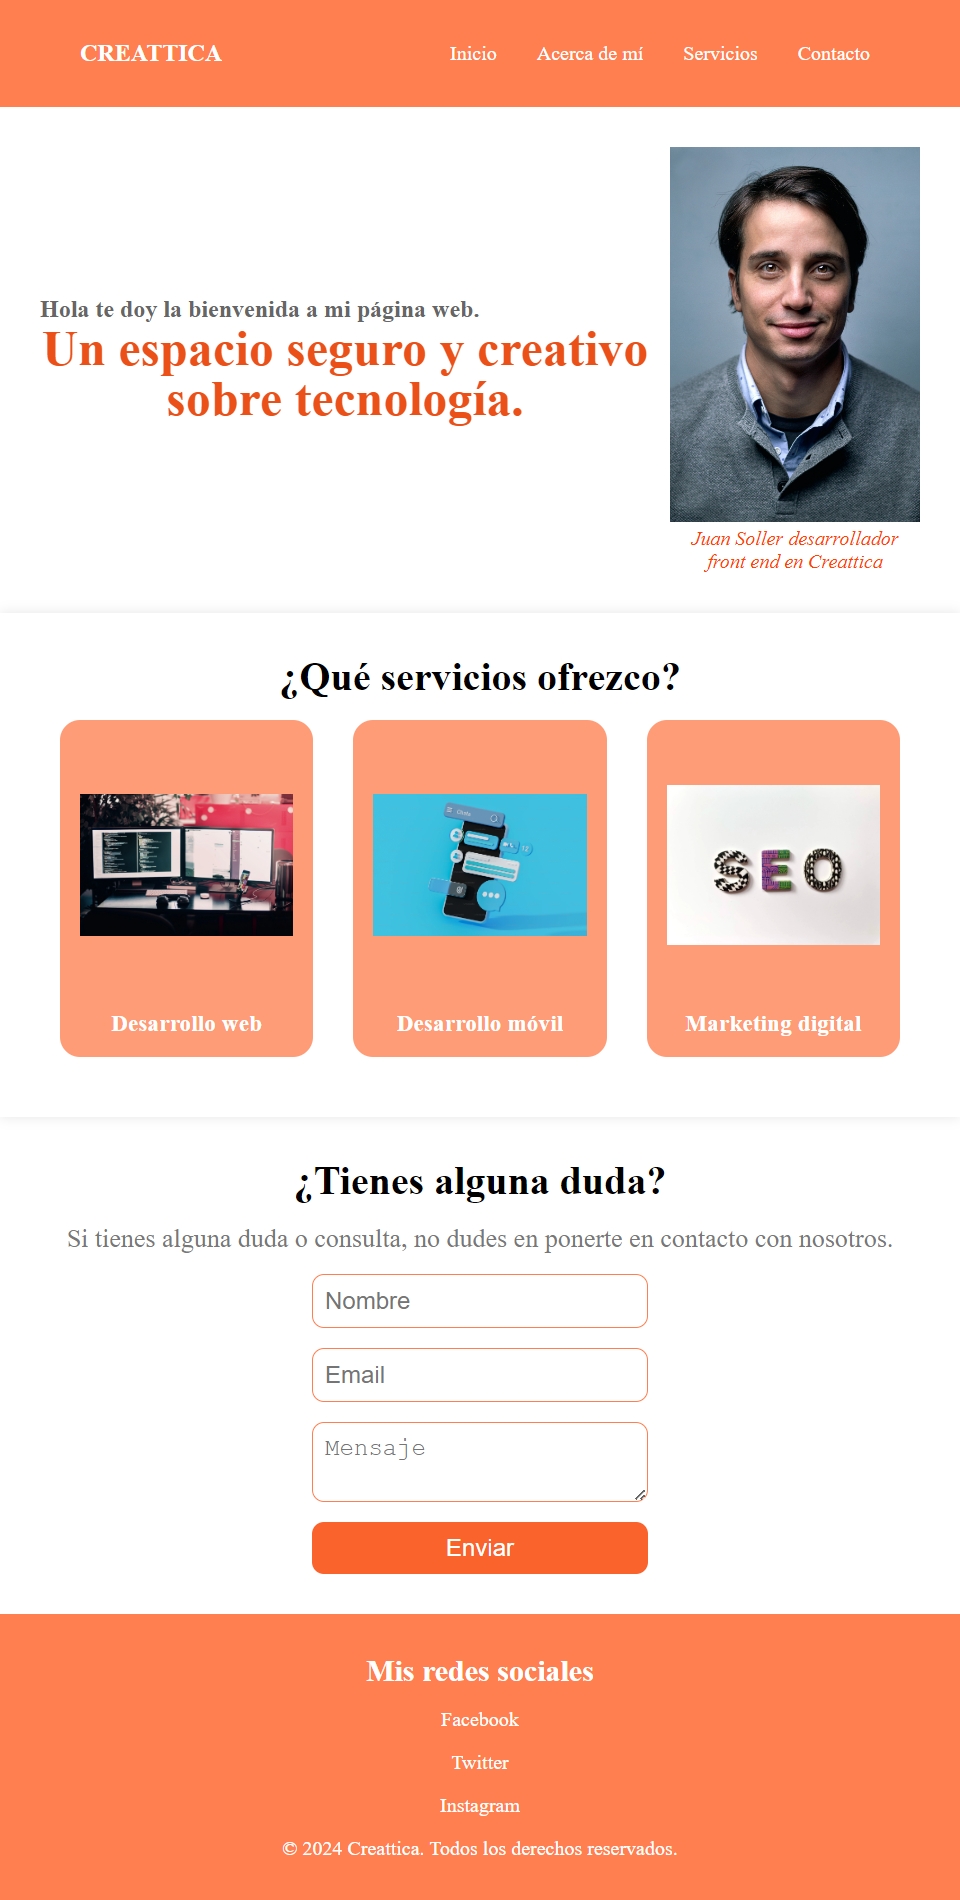 CREATTICA
Inicio Acerca de mí Servicios Contacto
Hola te doy la bienvenida a mi página web.
Un espacio seguro y creativo
sobre tecnología.
Juan Soller desarrollador
front end en Creattica
¿Qué servicios ofrezco?
SEO
Desarrollo web
Desarrollo móvil
Marketing digital
¿Tienes alguna duda?
Si tienes alguna duda o consulta, no dudes en ponerte en contacto con nosotros.
Nombre
Email
Mensaje
Enviar
Mis redes sociales
Facebook
Twitter
Instagram
© 2024 Creattica. Todos los derechos reservados.